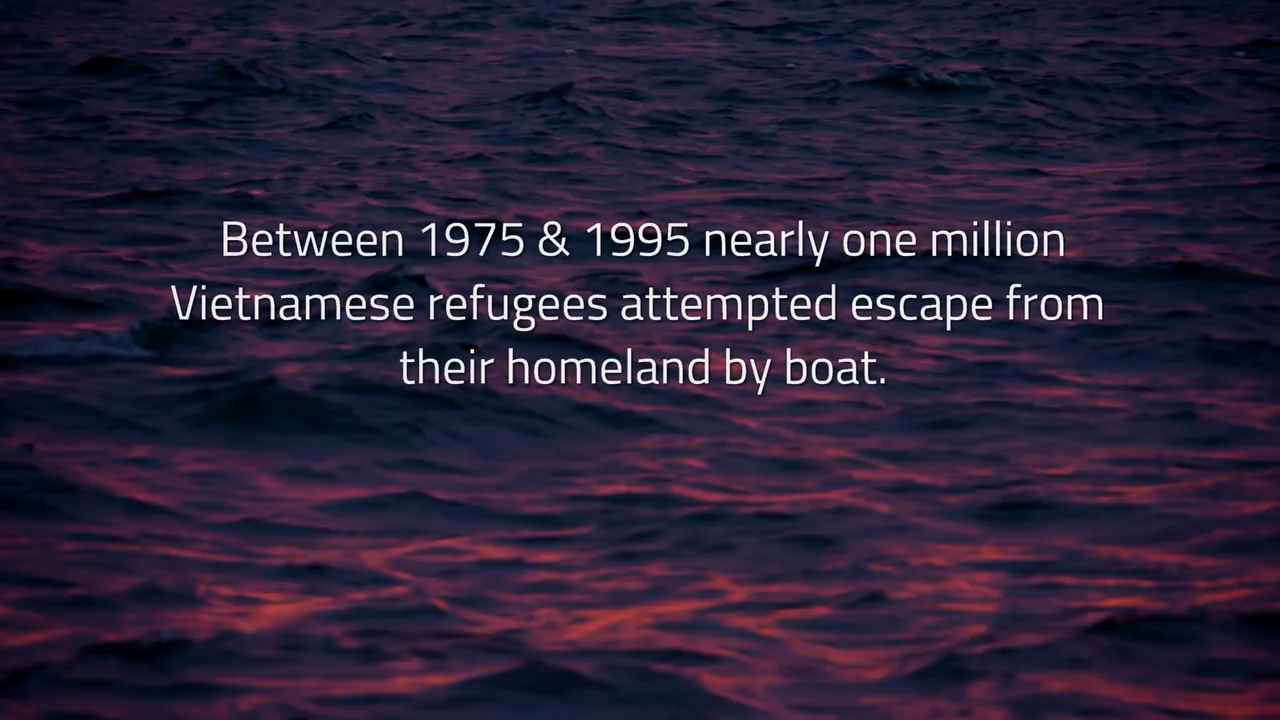 Between 1975 & 1995 nearly one million
Vietnamese refugees attempted escape from
their homeland by boat.